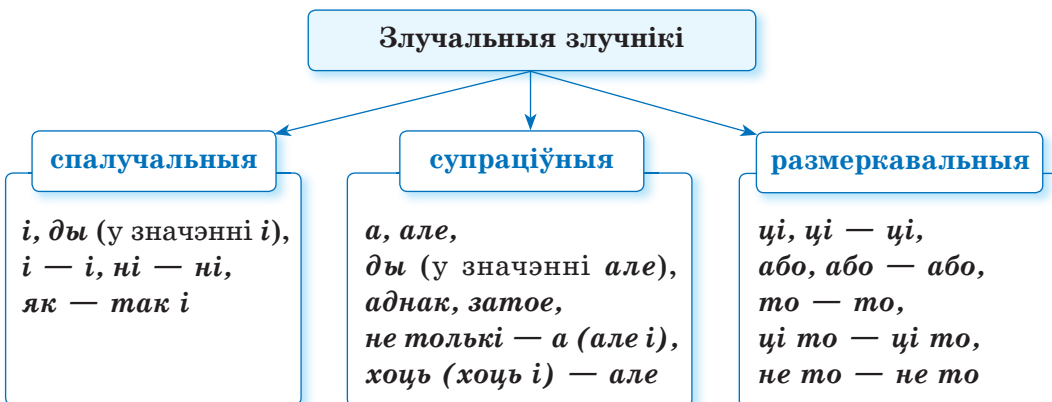 Злучальныя злучнікі
спалучальныя
і, ды (у значэнні і),
і — і, ні — ні,
як — так і
супраціўныя
а, але,
ды (у значэнні але),
аднак, затое,
не толькі — а (але і),
хоць (хоць і) — але
размеркавальныя
ці, ці — ці,
або, або — або,
то — то,
ці то — ці то,
не то — не то